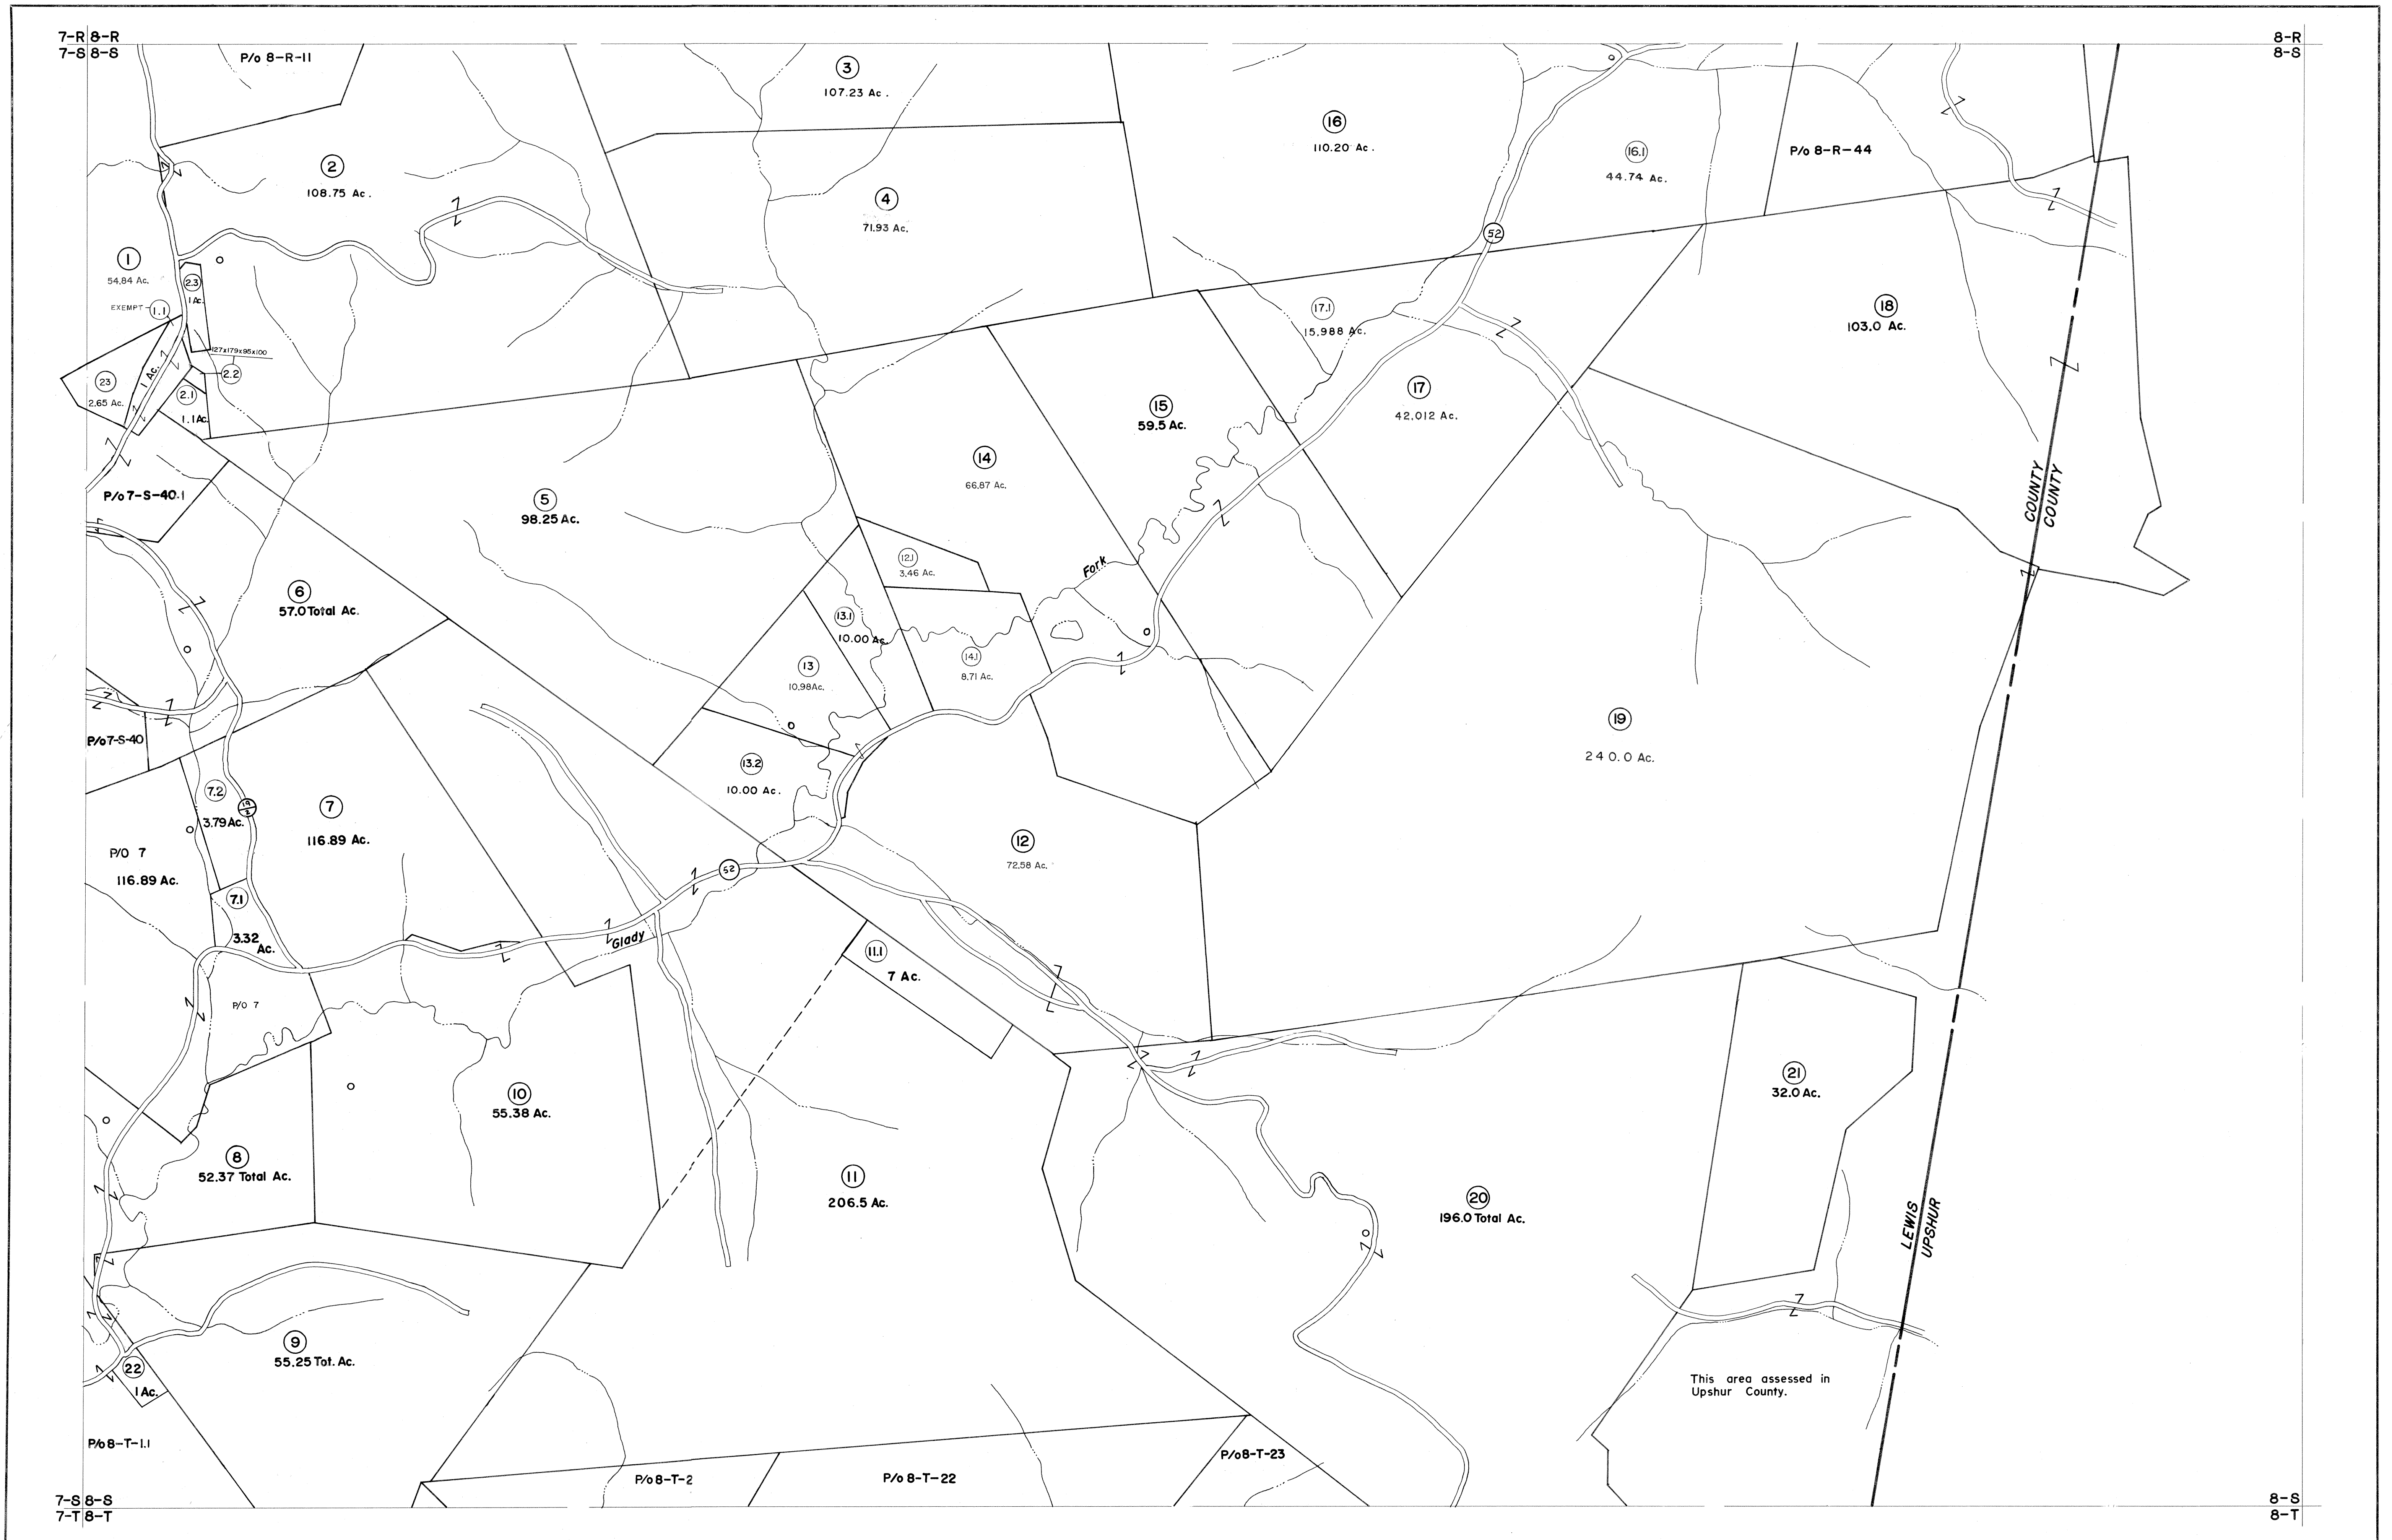 7-R 8-R
7-S 8-S
P/o 8-R-11
3
107.23 Ac.
8-R
8-S
16
110.20 Ac.
16.1
44.74 Ac.
P/o 8-R-44
2
108.75 Ac.
4
71.93 Ac.
52
1
54.84 Ac.
EXEMPT
1.1
2.3
1 Ac.
127x179x95x100
2.2
1 Ac.
23
2.65 Ac.
2.1
1.1 Ac.
17.1
15.988 Ac.
18
103.0 Ac.
17
42.012 Ac.
15
59.5 Ac.
14
66.87 Ac.
P/o 7-S-40.1
5
98.25 Ac.
COUNTY
COUNTY
12.1
3.46 Ac.
Fork
6
57.0 Total Ac.
13.1
10.00 Ac.
13
10.98 Ac.
14.1
8.71 Ac.
19
240.0 Ac.
P/o 7-S-40
13.2
10.00 Ac.
7.2
3.79 Ac.
19
2
7
116.89 Ac.
P/O 7
116.89 Ac.
12
72.58 Ac.
52
7.1
3.32
Ac.
Glady
11.1
7 Ac.
P/O 7
10
55.38 Ac.
21
32.0 Ac.
8
52.37 Total Ac.
11
206.5 Ac.
20
196.0 Total Ac.
LEWIS
UPSHUR
9
55.25 Tot. Ac.
22
1 Ac.
This area assessed in
Upshur County.
P/o 8-T-1.1
P/o 8-T-2
P/o 8-T-22
P/o 8-T-23
7-S 8-S
7-T 8-T
8-S
8-T